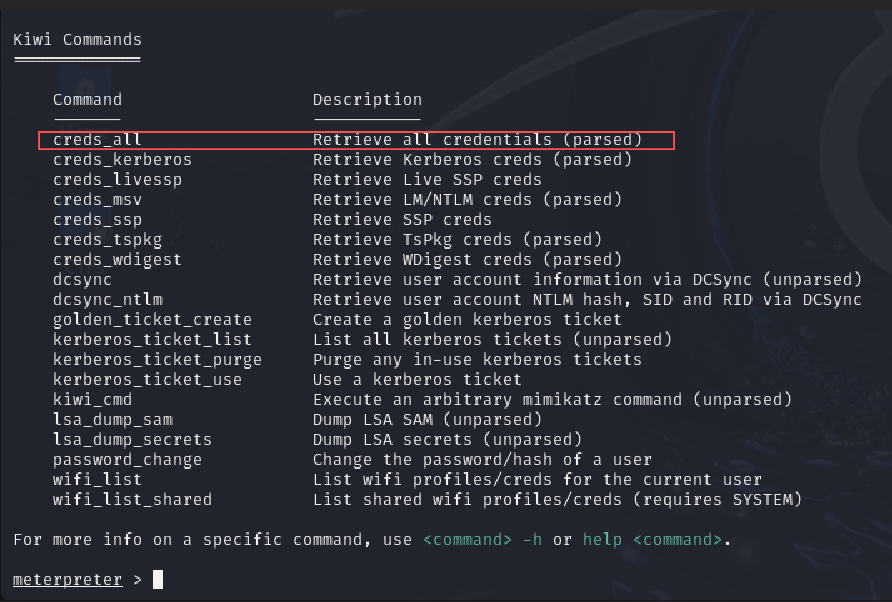 Kiwi Commands
=============
Command Description
------- -----------
creds_all Retrieve all credentials (parsed)
creds_kerberos Retrieve Kerberos creds (parsed)
creds_livessp Retrieve Live SSP creds
creds_msv Retrieve LM/NTLM creds (parsed)
creds_ssp Retrieve SSP creds
creds_tspkg Retrieve TsPkg creds (parsed)
creds_wdigest Retrieve WDigest creds (parsed)
dcsync Retrieve user account information via DCSync (unparsed)
dcsync_ntlm Retrieve user account NTLM hash, SID and RID via DCSync
golden_ticket_create Create a golden kerberos ticket
kerberos_ticket_list List all kerberos tickets (unparsed)
kerberos_ticket_purge Purge any in-use kerberos tickets
kerberos_ticket_use Use a kerberos ticket
kiwi_cmd Execute an arbitrary mimikatz command (unparsed)
lsa_dump_sam Dump LSA SAM (unparsed)
lsa_dump_secrets Dump LSA secrets (unparsed)
password_change Change the password/hash of a user
wifi_list List wifi profiles/creds for the current user
wifi_list_shared List shared wifi profiles/creds (requires SYSTEM)
For more info on a specific command, use <command> -h or help <command>.
meterpreter >